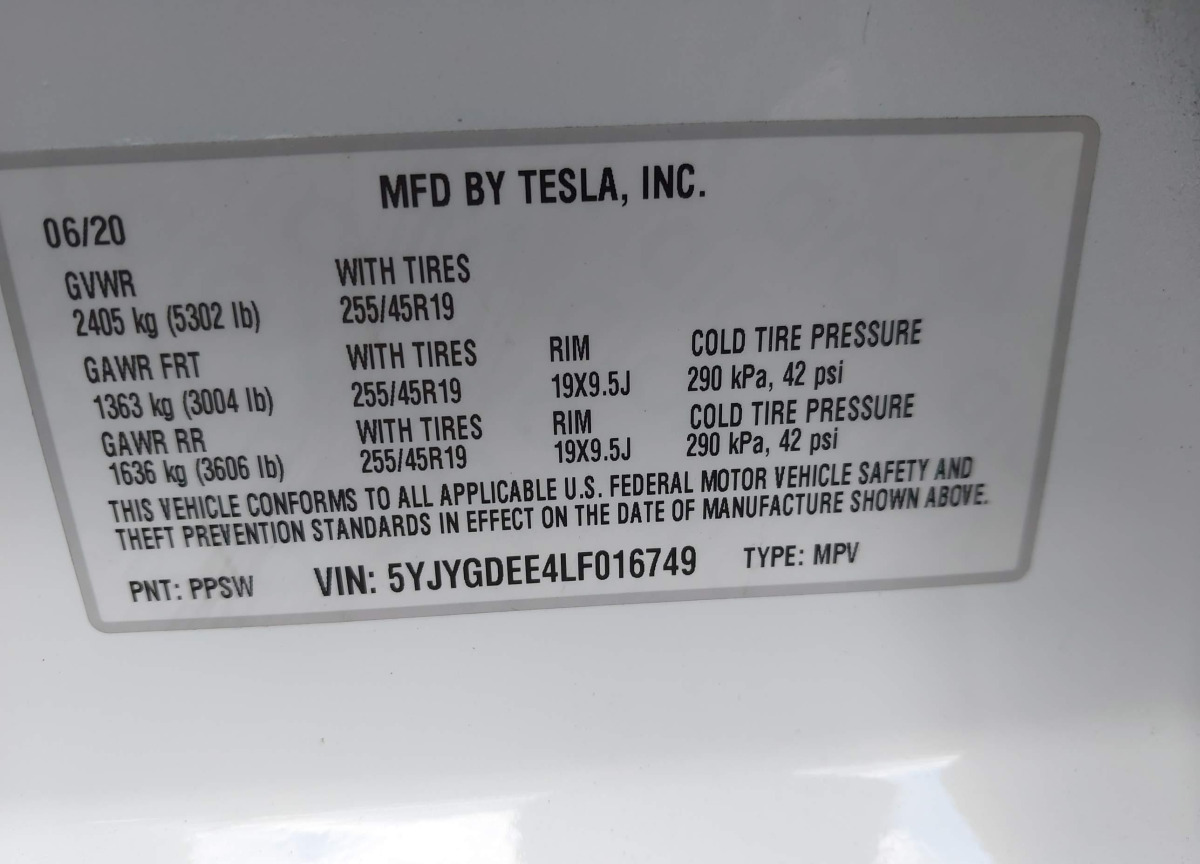 MFD BY TESLA, INC.
06/20
GVWR WITH TIRES
2405 kg (5302 lb) 255/45R19
GAWR FRT WITH TIRES RIM COLD TIRE PRESSURE
1363 kg (3004 lb) 255/45R19 19X9.5J 290 kPa, 42 psi
GAWR RR WITH TIRES RIM COLD TIRE PRESSURE
1636 kg (3606 lb) 255/45R19 19X9.5J 290 kPa, 42 psi
THIS VEHICLE CONFORMS TO ALL APPLICABLE U.S. FEDERAL MOTOR VEHICLE SAFETY AND
THEFT PREVENTION STANDARDS IN EFFECT ON THE DATE OF MANUFACTURE SHOWN ABOVE.
PNT: PPSW VIN: 5YJYGDEE4LF016749 TYPE: MPV